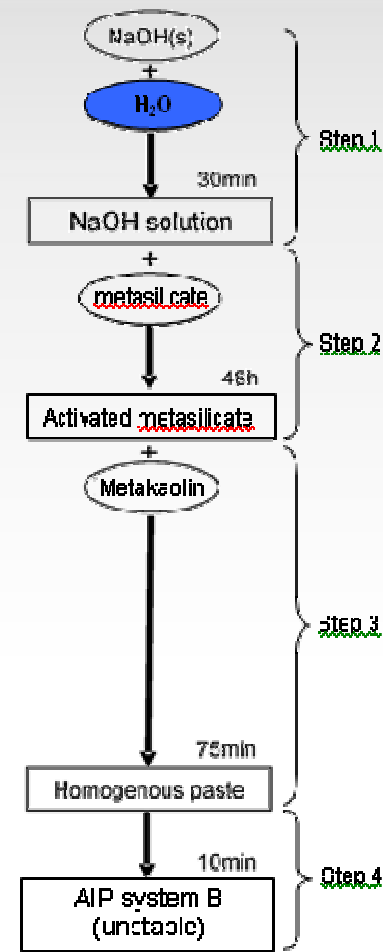 NaOH(s)
+
H₂O
Step 1
30min
NaOH solution
+
metasilicate
Step 2
48h
Activated metasilicate
+
Metakaolin
Step 3
75min
Homogenous paste
10min
Step 4
AIP system B
(unstable)